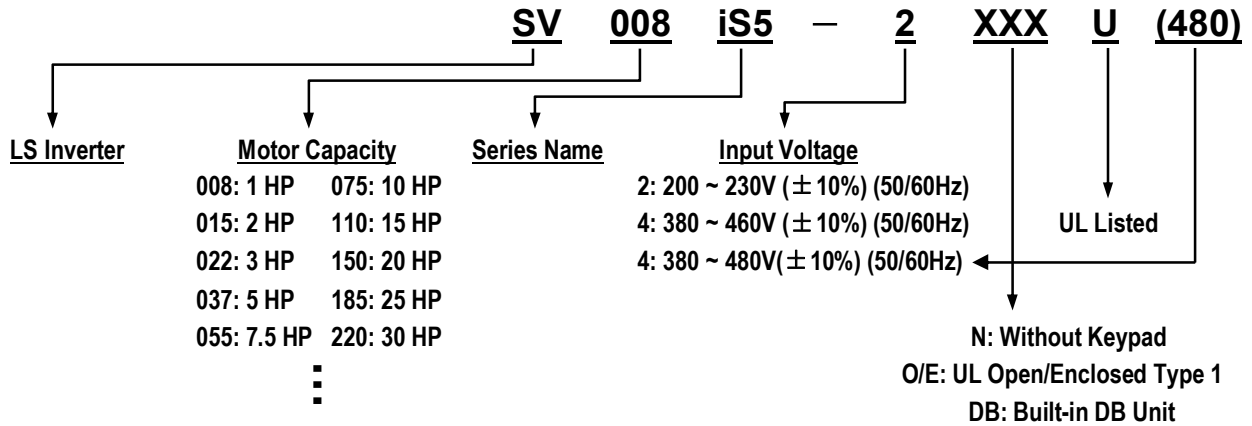 SV 008 iS5 – 2 XXX U (480)
LS Inverter Motor Capacity Series Name Input Voltage
008: 1 HP 075: 10 HP 2: 200 ~ 230V (±10%) (50/60Hz)
015: 2 HP 110: 15 HP 4: 380 ~ 460V (±10%) (50/60Hz) UL Listed
022: 3 HP 150: 20 HP 4: 380 ~ 480V(±10%) (50/60Hz)
037: 5 HP 185: 25 HP
055: 7.5 HP 220: 30 HP N: Without Keypad
O/E: UL Open/Enclosed Type 1
DB: Built-in DB Unit